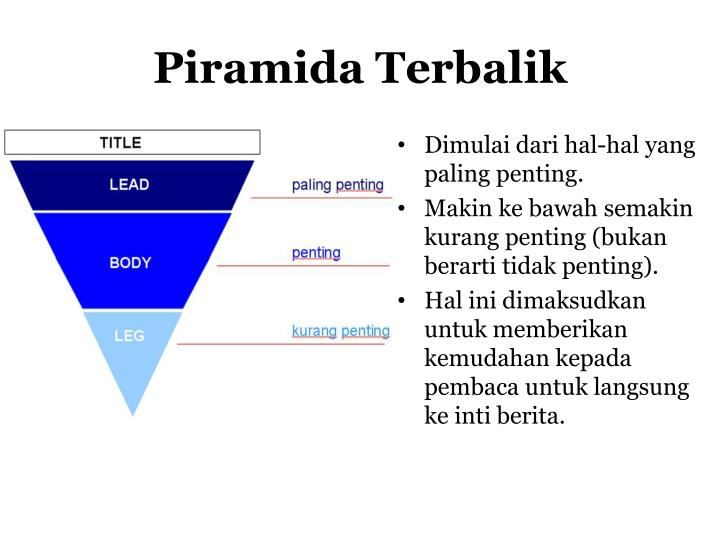 Piramida Terbalik
TITLE
LEAD
paling penting
BODY
penting
LEG
kurang penting
• Dimulai dari hal-hal yang
paling penting.
• Makin ke bawah semakin
kurang penting (bukan
berarti tidak penting).
• Hal ini dimaksudkan
untuk memberikan
kemudahan kepada
pembaca untuk langsung
ke inti berita.